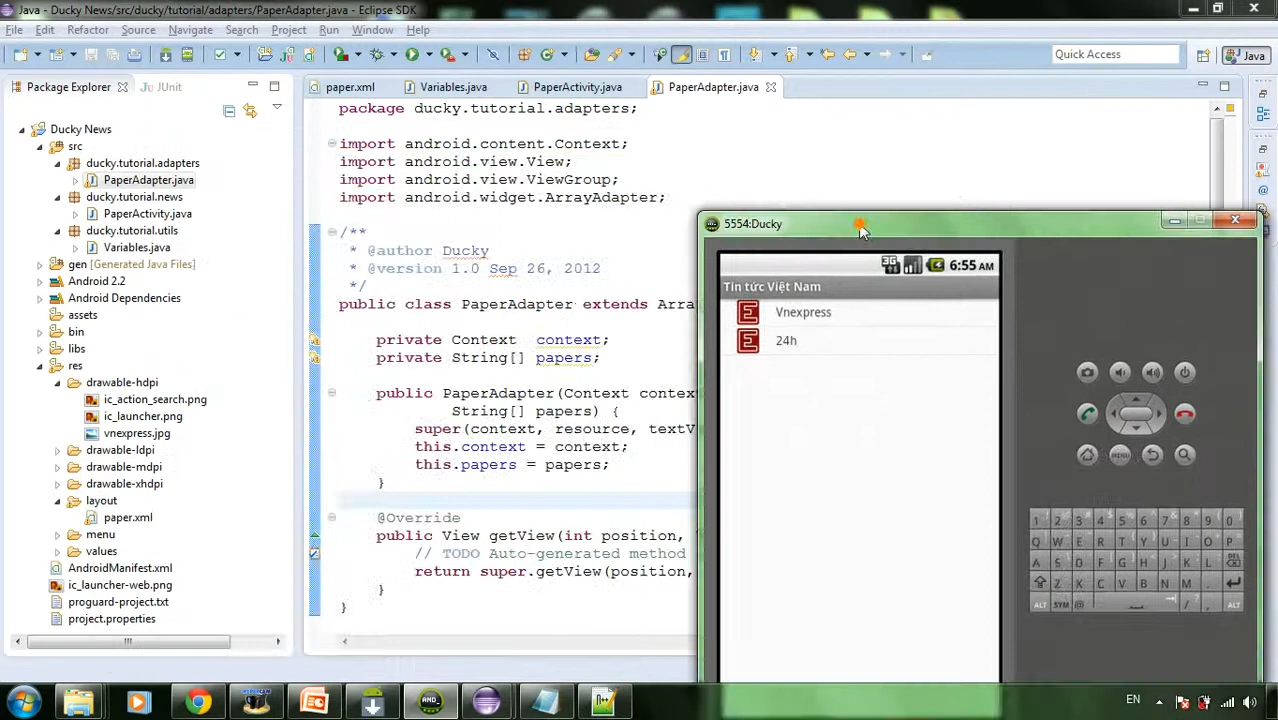 Java - Ducky News/src/ducky/tutorial/adapters/PaperAdapter.java - Eclipse SDK
File Edit Refactor Source Navigate Search Project Run Window Help
Quick Access
Java
Package Explorer
JUnit
paper.xml
Variables.java
PaperActivity.java
PaperAdapter.java
Ducky News
src
ducky.tutorial.adapters
PaperAdapter.java
ducky.tutorial.news
PaperActivity.java
ducky.tutorial.utils
Variables.java
gen [Generated Java Files]
Android 2.2
Android Dependencies
assets
bin
libs
res
drawable-hdpi
ic_action_search.png
ic_launcher.png
vnexpress.jpg
drawable-ldpi
drawable-mdpi
drawable-xhdpi
layout
paper.xml
menu
values
AndroidManifest.xml
ic_launcher-web.png
proguard-project.txt
project.properties
package ducky.tutorial.adapters;
import android.content.Context;
import android.view.View;
import android.view.ViewGroup;
import android.widget.ArrayAdapter;
/**
* @author Ducky
* @version 1.0 Sep 26, 2012
*/
public class PaperAdapter extends Arra
private Context context;
private String[] papers;
public PaperAdapter(Context context
String[] papers) {
super(context, resource, textV
this.context = context;
this.papers = papers;
}
@Override
public View getView(int position,
// TODO Auto-generated method
return super.getView(position,
}
}
5554:Ducky
3G
6:55 AM
Tin tức Việt Nam
E Vnexpress
E 24h
MENU
1 2 3 4 5 6 7 8 9 0
Q W E R T Y U I O P
A S D F G H J K L DEL
Z X C V B N M .
ALT SYM @ / , ALT
EN